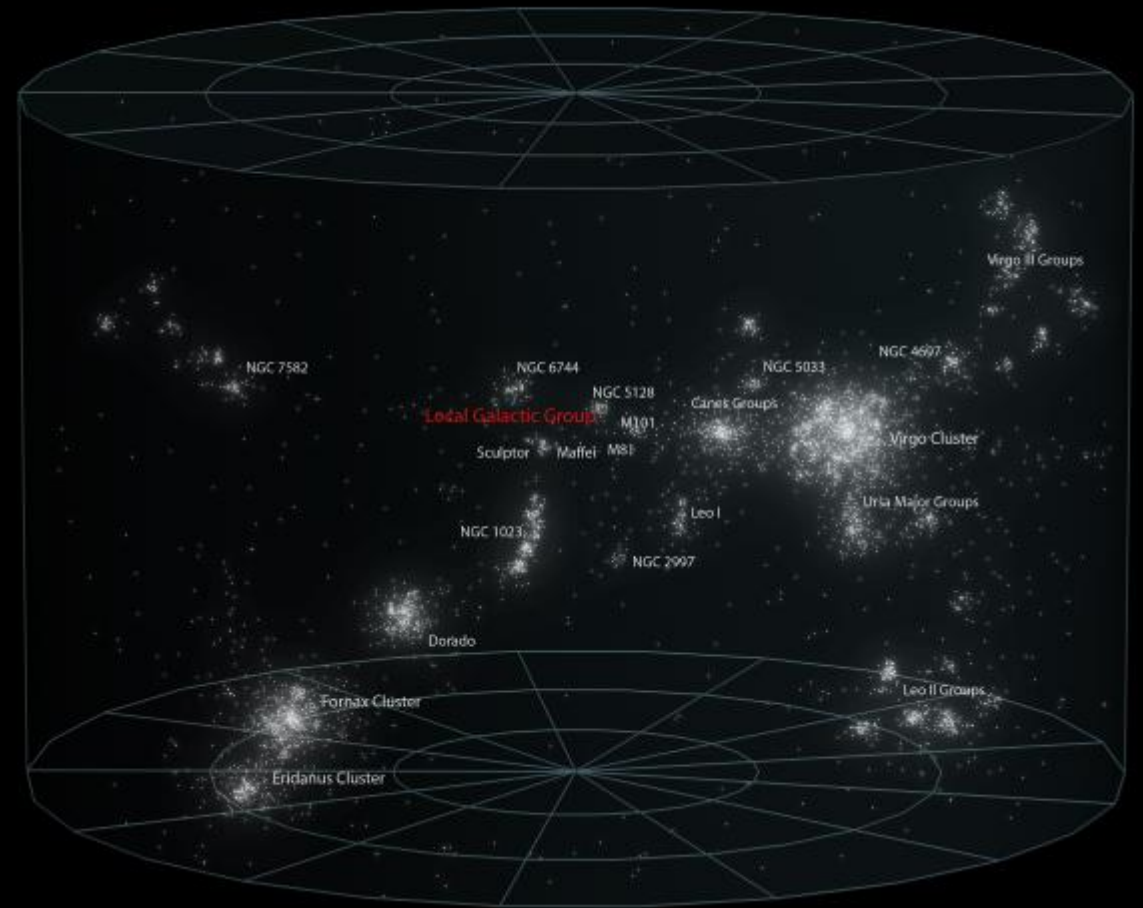 Virgo III Groups
NGC 4697
NGC 7582
NGC 6744
NGC 5033
NGC 5128
Canes Groups
Local Galactic Group
M101
Virgo Cluster
Sculptor
Maffei
M81
Ursa Major Groups
Leo I
NGC 1023
NGC 2997
Dorado
Leo II Groups
Fornax Cluster
Eridanus Cluster